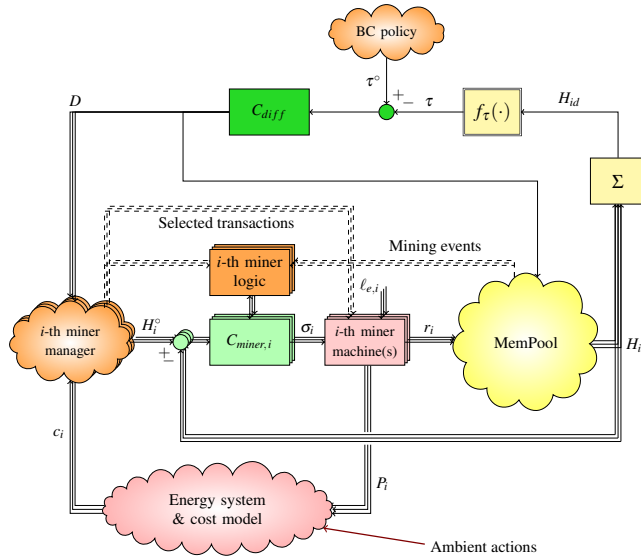 BC policy
τ°
+
−
D
C_diff
τ
f_τ(·)
H_id
Σ
Selected transactions
Mining events
i-th miner
logic
ℓ_e,i
i-th miner
manager
H_i°
+
−
C_miner,i
σ_i
i-th miner
machine(s)
r_i
MemPool
H_i
c_i
P_i
Energy system
& cost model
Ambient actions